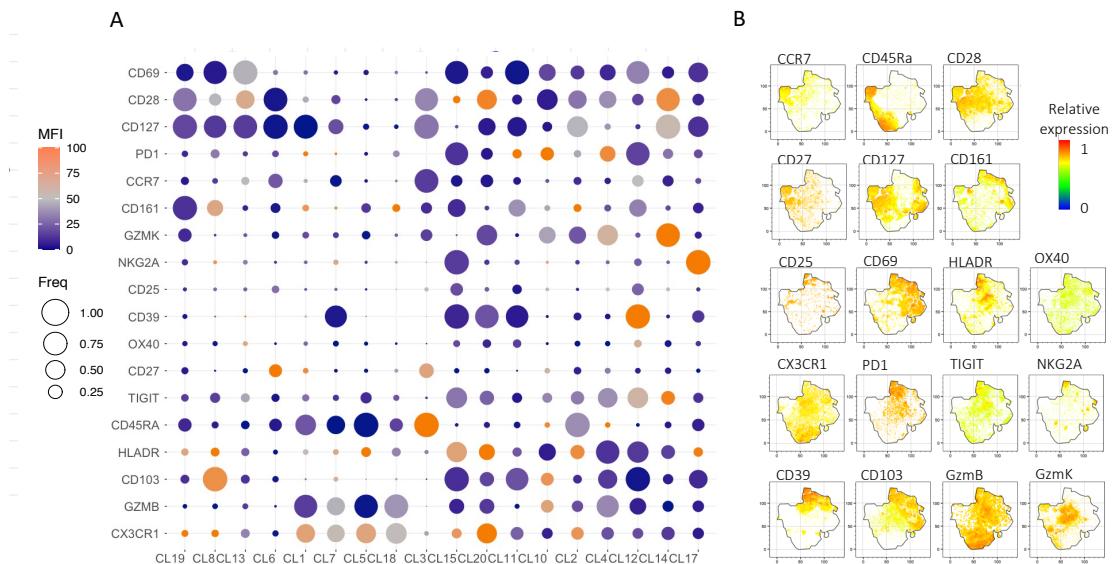 A
B
MFI
100
75
50
25
0
Freq
1.00
0.75
0.50
0.25
CD69
CD28
CD127
PD1
CCR7
CD161
GZMK
NKG2A
CD25
CD39
OX40
CD27
TIGIT
CD45RA
HLADR
CD103
GZMB
CX3CR1
CL19 CL8 CL13 CL6 CL1 CL7 CL5 CL18 CL3 CL15 CL20 CL11 CL10 CL2 CL4 CL12 CL14 CL17
CCR7 CD45Ra CD28
Relative
expression
1
0
CD27 CD127 CD161
CD25 CD69 HLADR OX40
CX3CR1 PD1 TIGIT NKG2A
CD39 CD103 GzmB GzmK